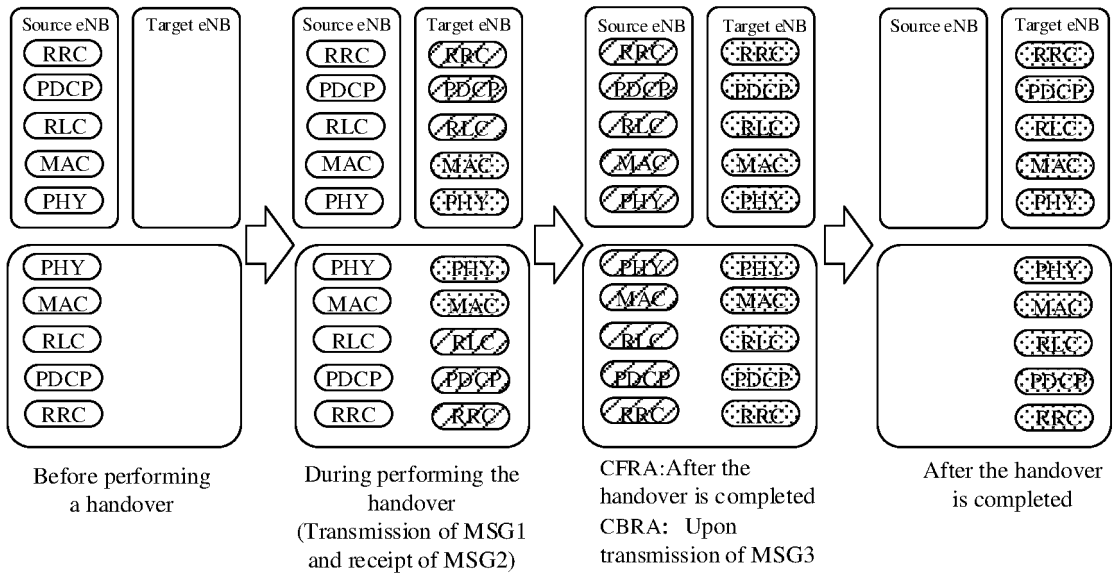 Source eNB
RRC
PDCP
RLC
MAC
PHY
Target eNB
PHY
MAC
RLC
PDCP
RRC
Before performing
a handover
Source eNB
RRC
PDCP
RLC
MAC
PHY
Target eNB
RRC
PDCP
RLC
MAC
PHY
PHY
MAC
RLC
PDCP
RRC
PHY
MAC
RLC
PDCP
RRC
During performing the
handover
(Transmission of MSG1
and receipt of MSG2)
Source eNB
RRC
PDCP
RLC
MAC
PHY
Target eNB
RRC
PDCP
RLC
MAC
PHY
PHY
MAC
RLC
PDCP
RRC
PHY
MAC
RLC
PDCP
RRC
CFRA:After the
handover is completed
CBRA: Upon
transmission of MSG3
Source eNB
Target eNB
RRC
PDCP
RLC
MAC
PHY
PHY
MAC
RLC
PDCP
RRC
After the handover
is completed